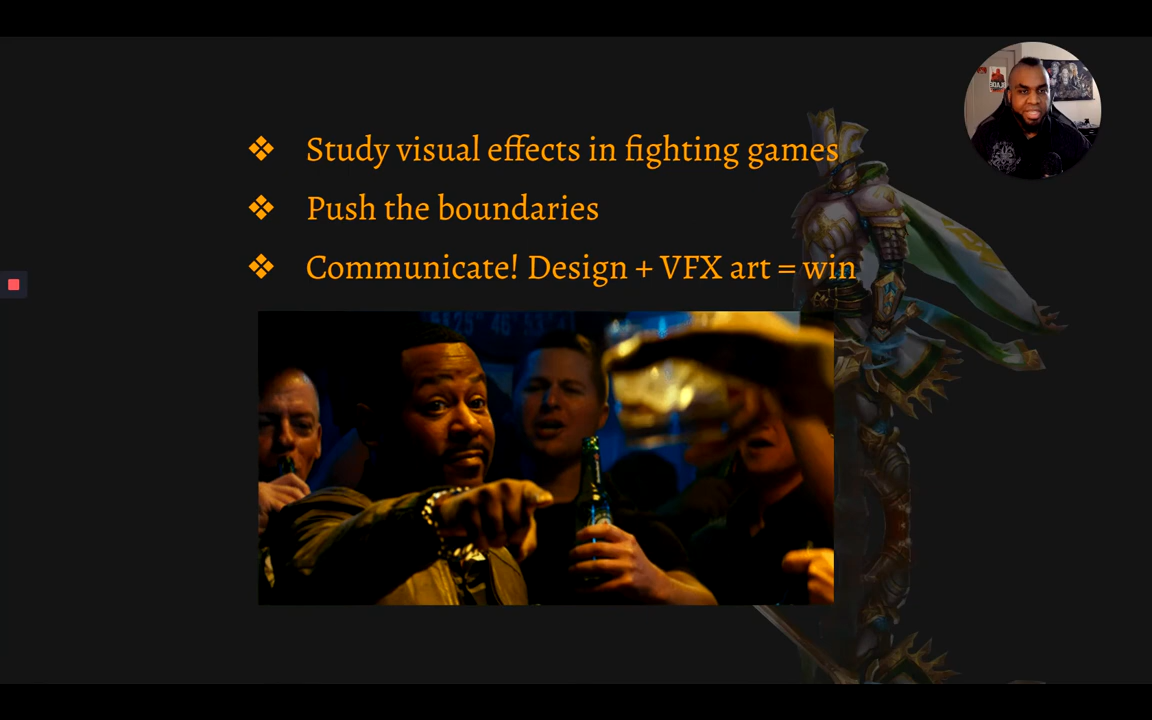 ❖ Study visual effects in fighting games
❖ Push the boundaries
❖ Communicate! Design + VFX art = win